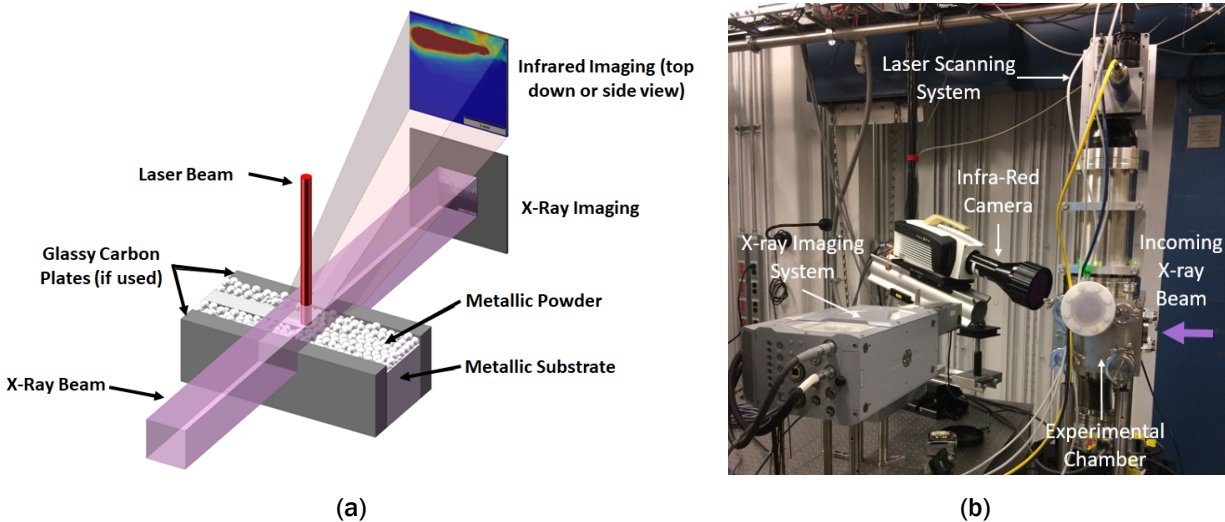 Infrared Imaging (top
down or side view)
Laser Beam
X-Ray Imaging
Glassy Carbon
Plates (if used)
Metallic Powder
Metallic Substrate
X-Ray Beam
(a)
Laser Scanning
System
Infra-Red
Camera
X-ray Imaging
System
Incoming
X-ray
Beam
Experimental
Chamber
(b)